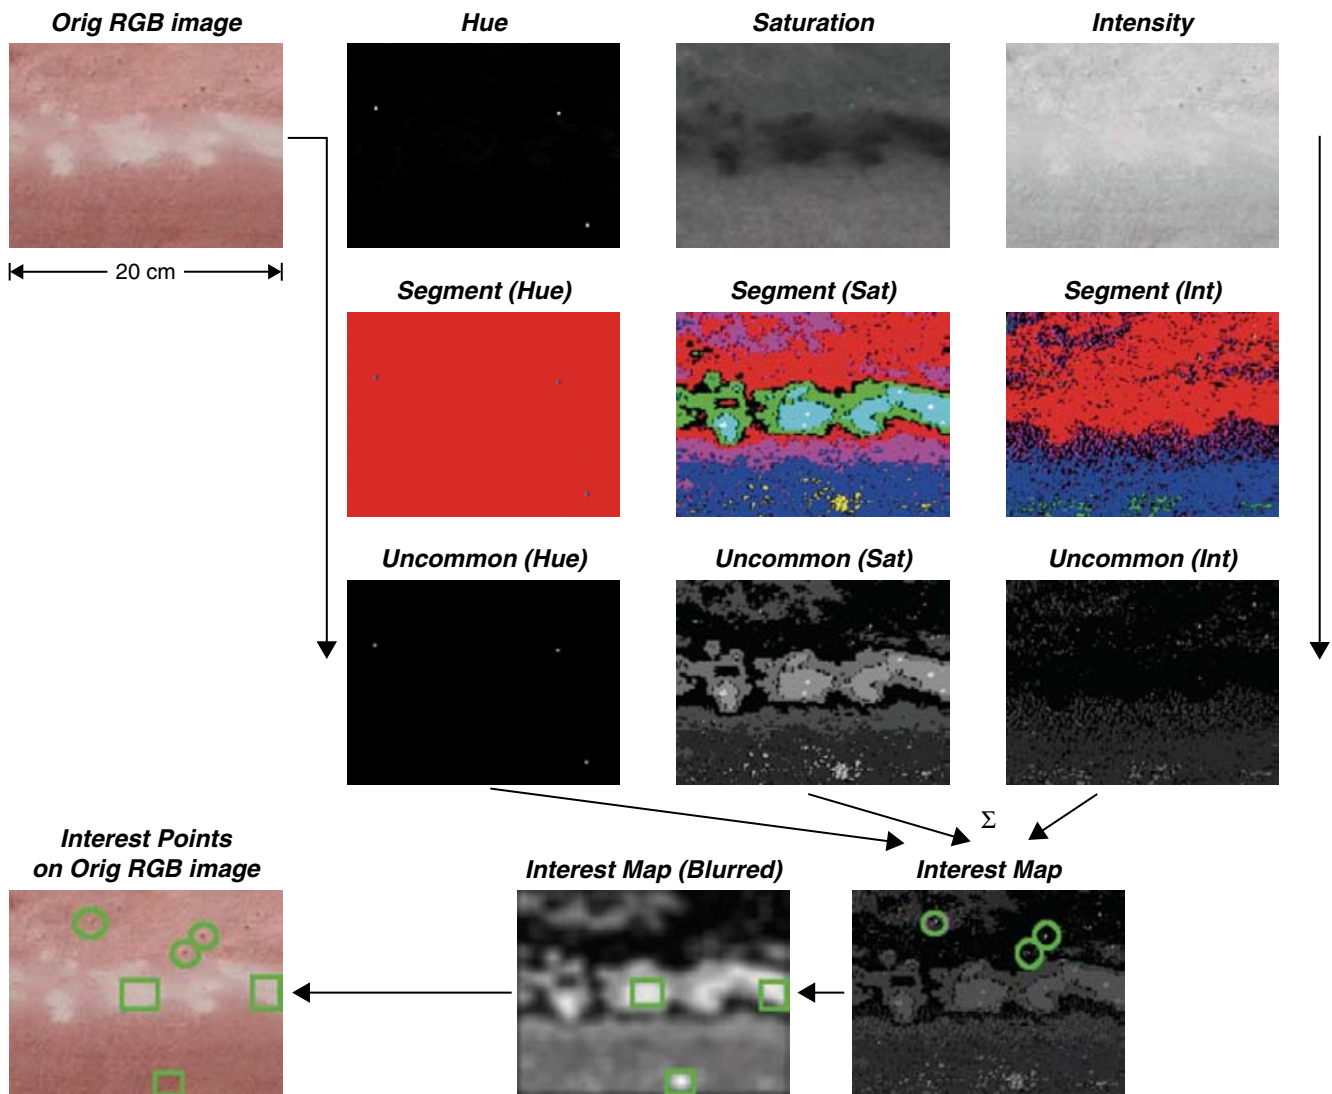 Orig RGB image
Hue
Saturation
Intensity
20 cm
Segment (Hue)
Segment (Sat)
Segment (Int)
Uncommon (Hue)
Uncommon (Sat)
Uncommon (Int)
Σ
Interest Points
on Orig RGB image
Interest Map (Blurred)
Interest Map